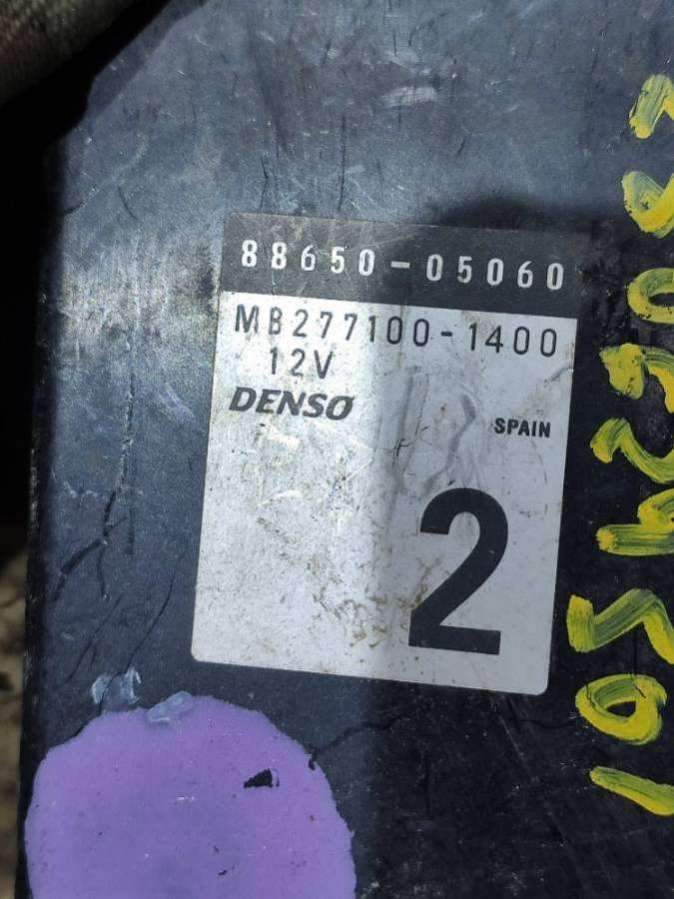 88650-05060
MB277100-1400
12V
DENSO
SPAIN
2